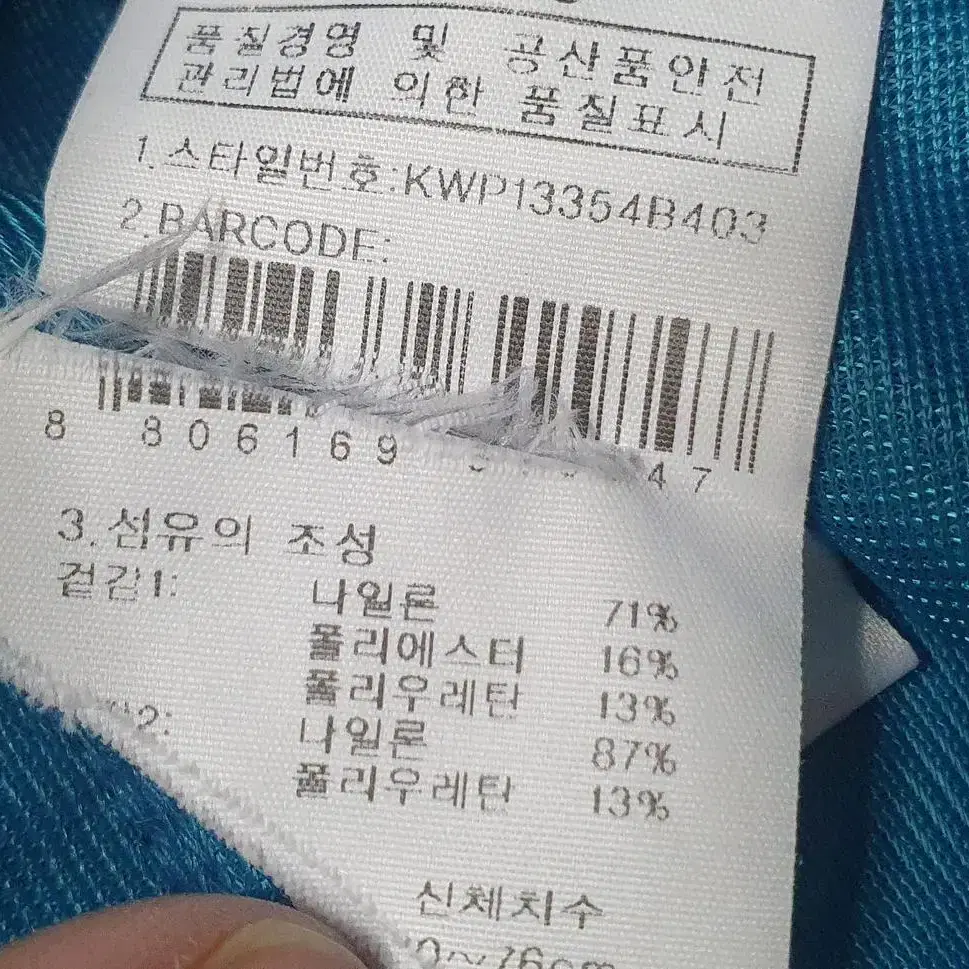 품질경영 및 공산품안전
관리법에 의한 품질표시
1.스타일번호:KWP13354B403
2.BARCODE:
8 806169 47
3.섬유의 조성
겉감1: 나일론 71%
폴리에스터 16%
폴리우레탄 13%
2: 나일론 87%
폴리우레탄 13%
신체치수
~76cm